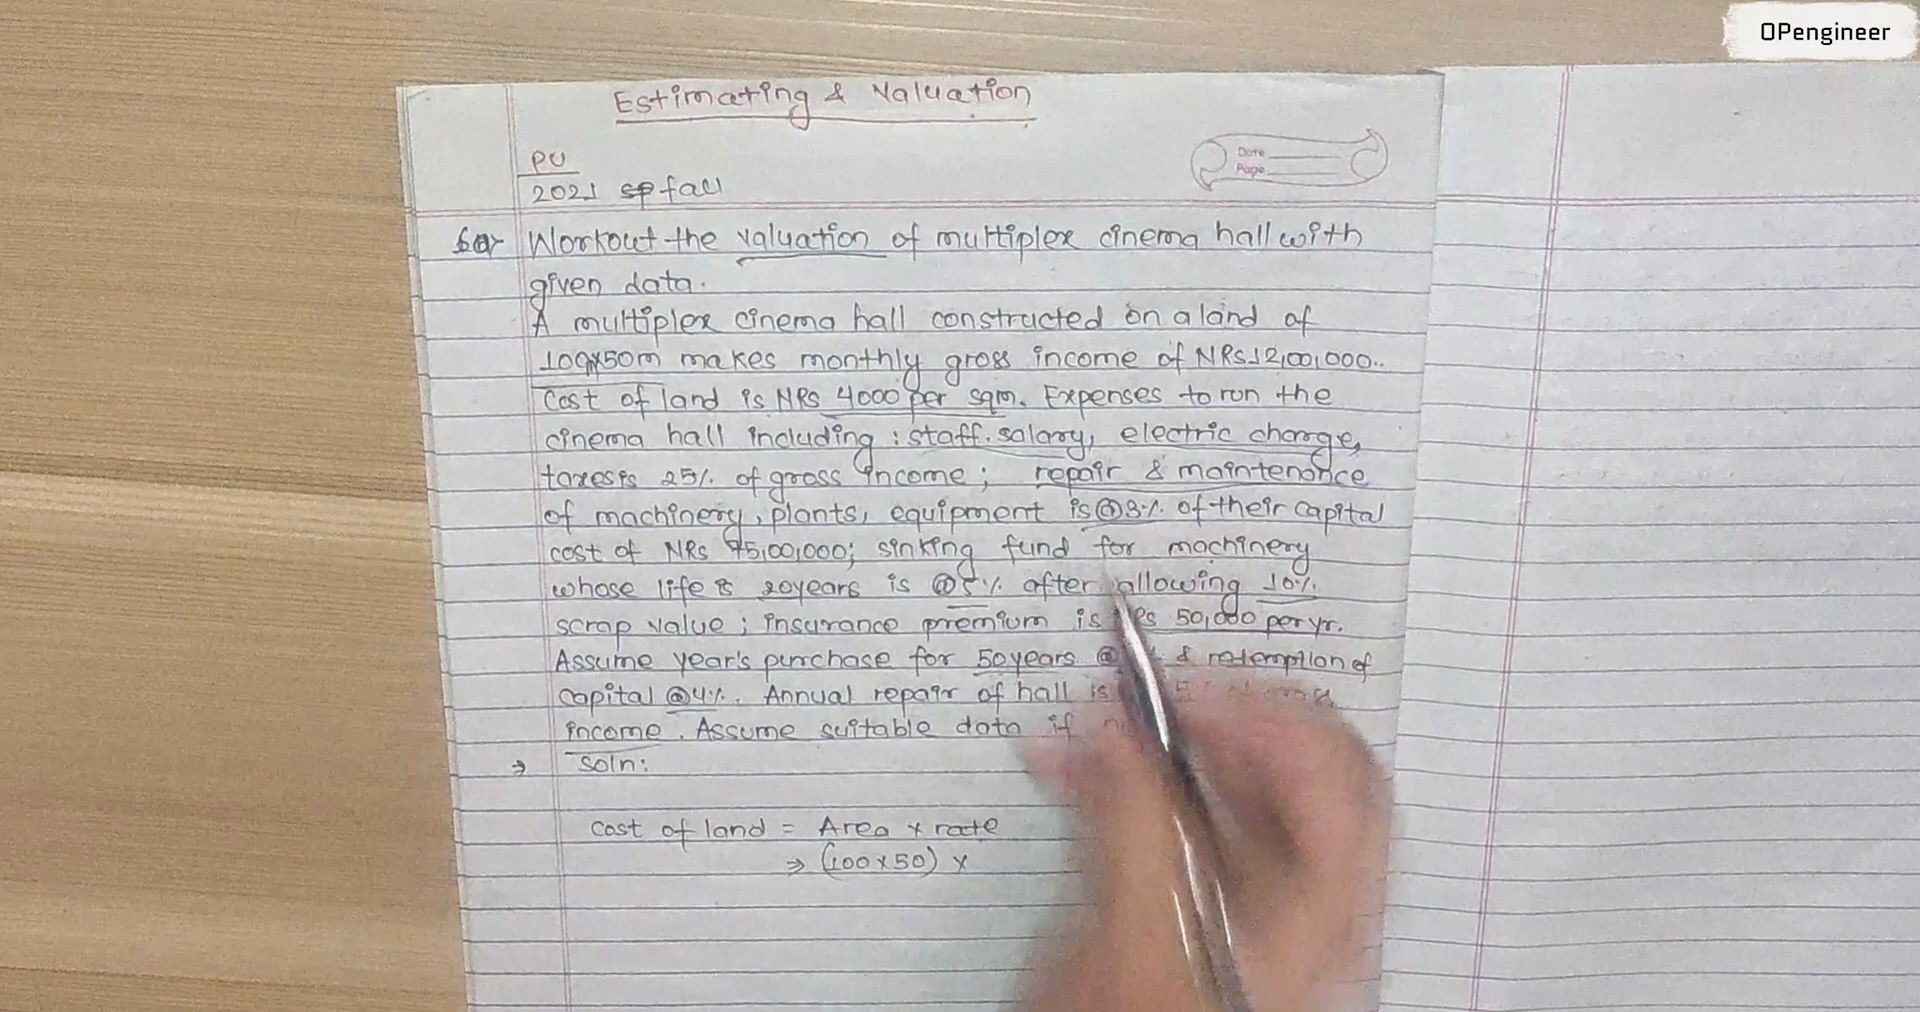 OPengineer
Estimating & Valuation
Date
Page
PU
2021 fall
Workout the valuation of multiplex cinema hall with
given data.
A multiplex cinema hall constructed on a land of
100x50m makes monthly gross income of NRs 12,00,000..
Cost of land is NRs 4000 per sqm. Expenses to run the
cinema hall including : staff. salary, electric charge,
taxes is 25% of gross income ; repair & maintenance
of machinery, plants, equipment is @3% of their capital
cost of NRs 75,00,000; sinking fund for machinery
whose life is 20years is @5% after allowing 10%
scrap value ; insurance premium is 50,000 per yr.
Assume year's purchase for 50years @ & redemption of
capital @4%. Annual repair of hall is
income. Assume suitable data if
→ Soln:
Cost of land = Area x rate
⇒ (100x50) x